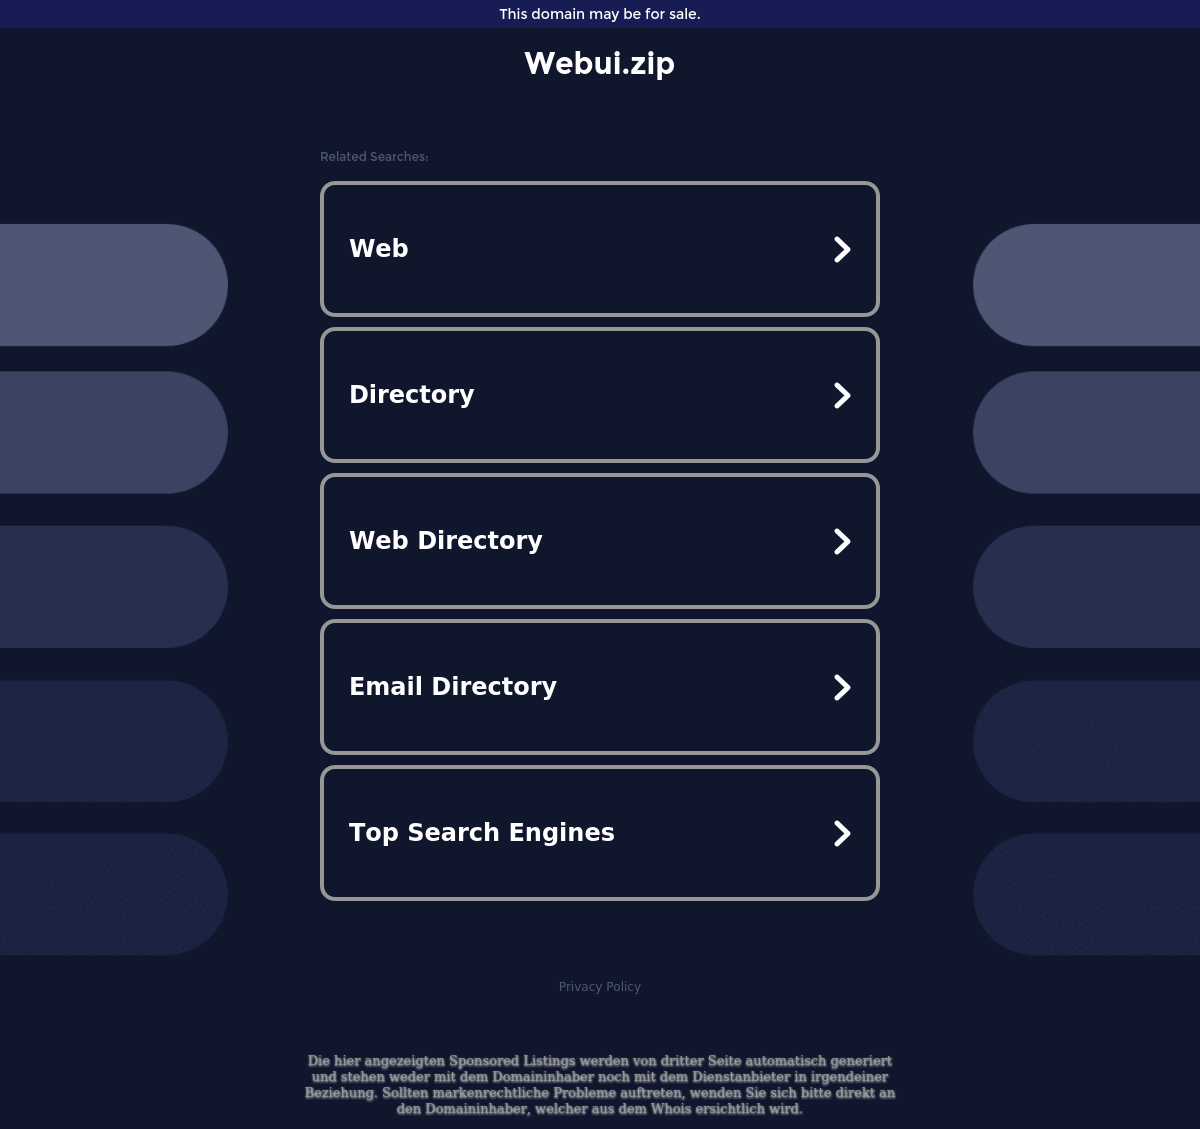 This domain may be for sale.
Webui.zip
Related Searches:
Web
Directory
Web Directory
Email Directory
Top Search Engines
Privacy Policy
Die hier angezeigten Sponsored Listings werden von dritter Seite automatisch generiert
und stehen weder mit dem Domaininhaber noch mit dem Dienstanbieter in irgendeiner
Beziehung. Sollten markenrechtliche Probleme auftreten, wenden Sie sich bitte direkt an
den Domaininhaber, welcher aus dem Whois ersichtlich wird.